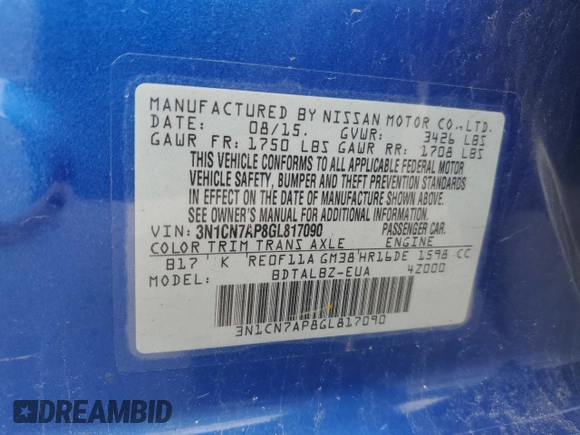 MANUFACTURED BY NISSAN MOTOR CO.,LTD.
DATE: 08/15. GVWR: 3426 LBS
GAWR FR: 1750 LBS GAWR RR: 1708 LBS
THIS VEHICLE CONFORMS TO ALL APPLICABLE FEDERAL MOTOR
VEHICLE SAFETY, BUMPER AND THEFT PREVENTION STANDARDS
IN EFFECT ON THE DATE OF MANUFACTURE SHOWN ABOVE.
SEE OWNER'S MANUAL FOR ADDITIONAL INFORMATION.
VIN: 3N1CN7AP8GL817090 PASSENGER CAR.
COLOR TRIM TRANS AXLE ENGINE
B17 K RE0F11A GM38 HR16DE 1598 CC
BDTALBZ-EUA 4Z000
3N1CN7AP8GL817090
DREAMBID